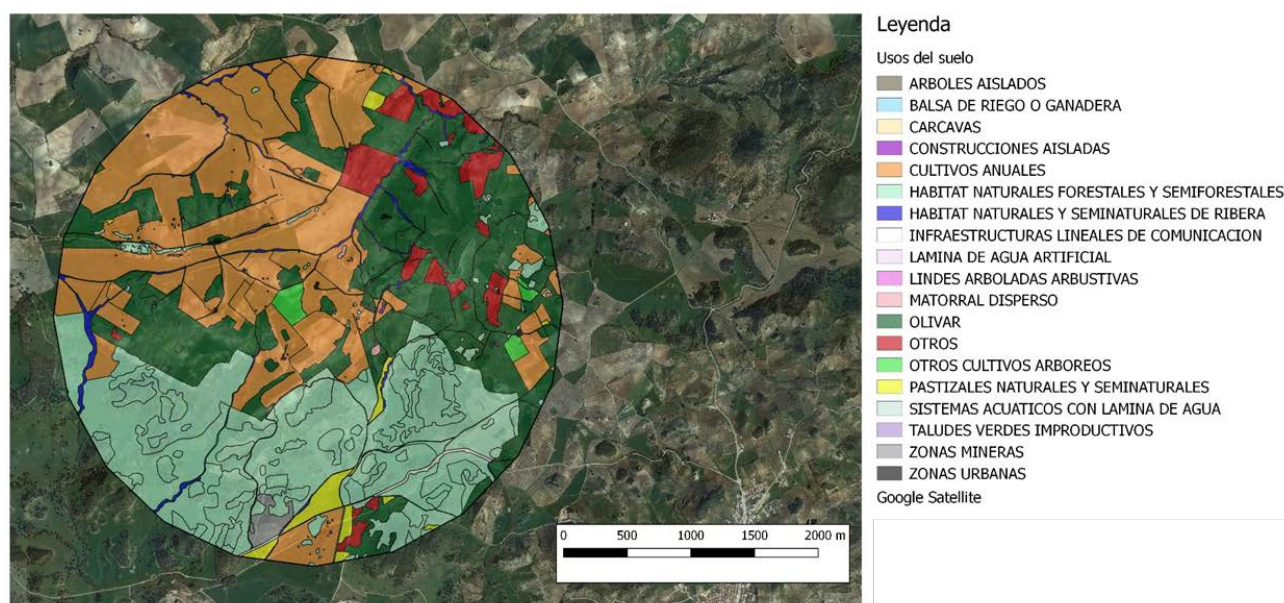 Leyenda
Usos del suelo
ARBOLES AISLADOS
BALSA DE RIEGO O GANADERA
CARCAVAS
CONSTRUCCIONES AISLADAS
CULTIVOS ANUALES
HABITAT NATURALES FORESTALES Y SEMIFORESTALES
HABITAT NATURALES Y SEMINATURALES DE RIBERA
INFRAESTRUCTURAS LINEALES DE COMUNICACION
LAMINA DE AGUA ARTIFICIAL
LINDES ARBOLADAS ARBUSTIVAS
MATORRAL DISPERSO
OLIVAR
OTROS
OTROS CULTIVOS ARBOREOS
PASTIZALES NATURALES Y SEMINATURALES
SISTEMAS ACUATICOS CON LAMINA DE AGUA
TALUDES VERDES IMPRODUCTIVOS
ZONAS MINERAS
ZONAS URBANAS
Google Satellite
0 500 1000 1500 2000 m